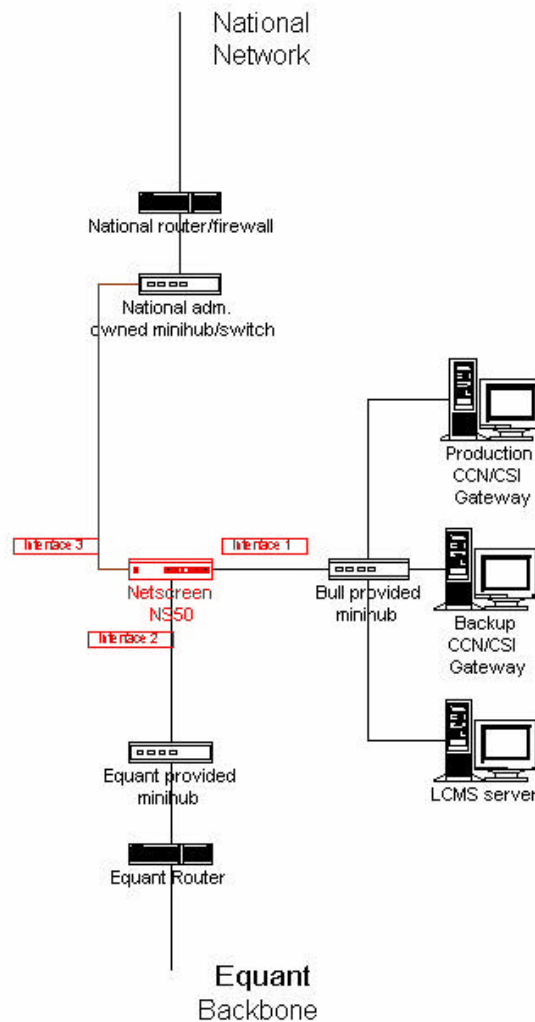 National
Network
National router/firewall
National adm.
owned minihub/switch
Production
CCN/CSI
Gateway
Interface 3
Interface 1
Netscreen
NS50
Bull provided
minihub
Interface 2
Backup
CCN/CSI
Gateway
Equant provided
minihub
LCMS server
Equant Router
Equant
Backbone